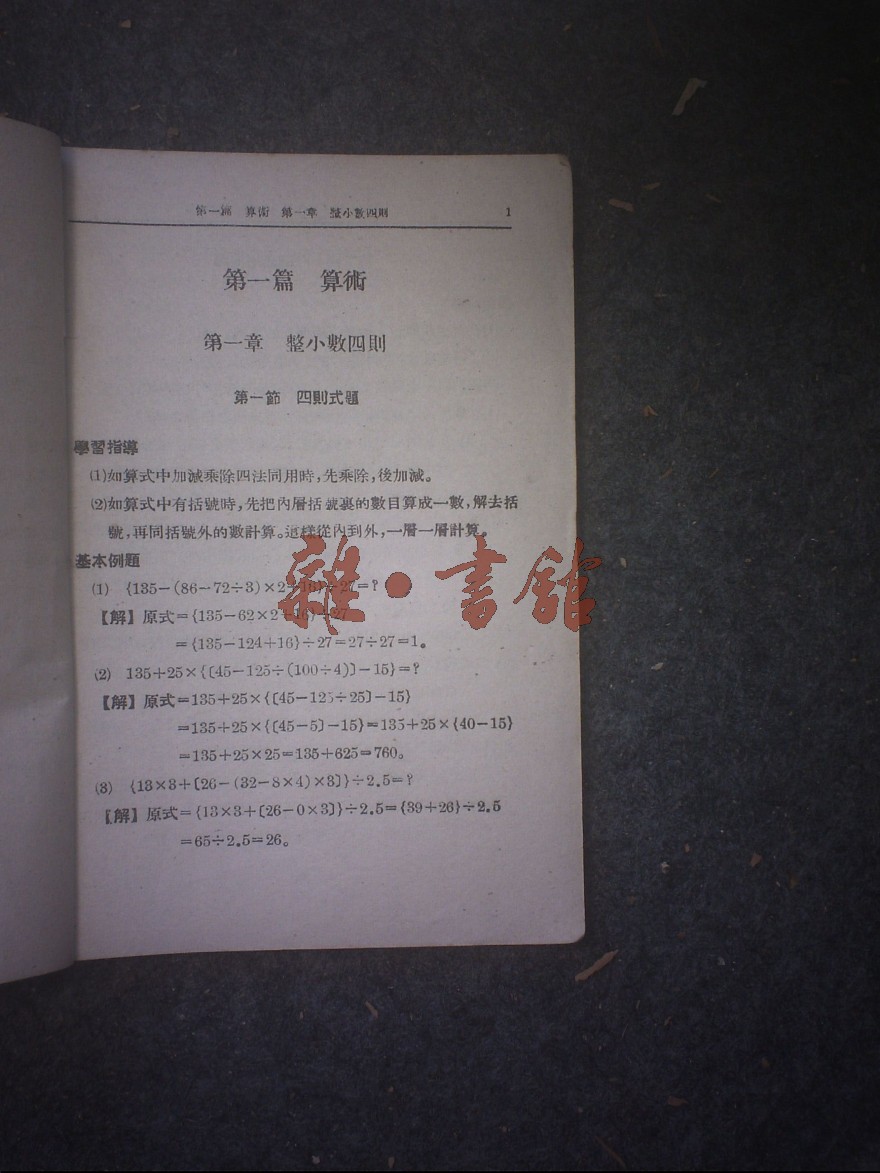 第一篇 算術 第一章 整小數四則 1
第一篇 算術
第一章 整小數四則
第一節 四則式題
學習指導
(1)如算式中加減乘除四法同用時,先乘除,後加減。
(2)如算式中有括號時,先把內層括號裏的數目算成一數,解去括
號,再同括號外的數計算。這樣從內到外,一層一層計算。
基本例題
(1) {135−(86−72÷3)×2+16}÷27=?
【解】原式={135−62×2+16}÷27
={135−124+16}÷27=27÷27=1。
(2) 135+25×{〔45−125÷(100÷4)〕−15}=?
【解】原式=135+25×{〔45−125÷25〕−15}
=135+25×{〔45−5〕−15}=135+25×{40−15}
=135+25×25=135+625=760。
(3) {13×3+〔26−(32−8×4)×3〕}÷2.5=?
【解】原式={13×3+〔26−0×3〕}÷2.5={39+26}÷2.5
=65÷2.5=26。
雜·書館